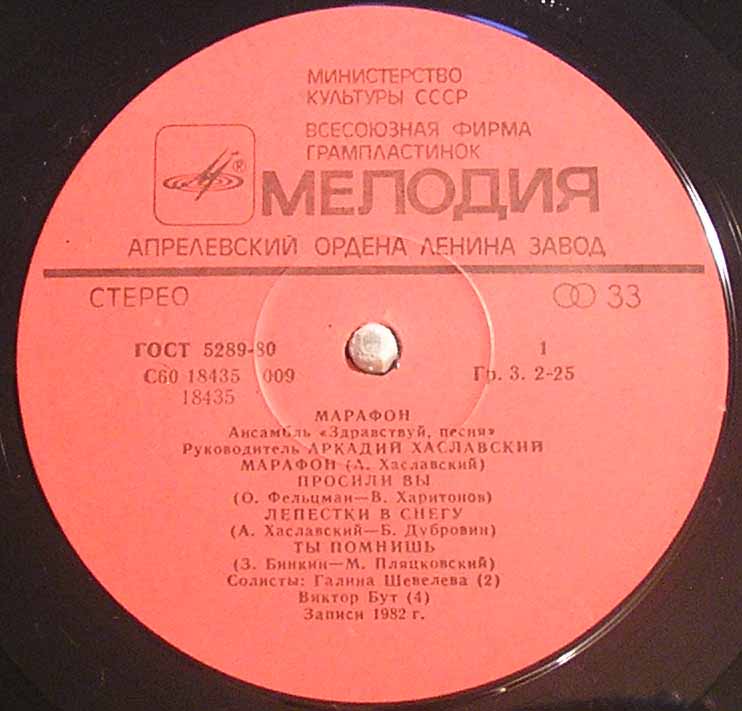 МИНИСТЕРСТВО
КУЛЬТУРЫ СССР
ВСЕСОЮЗНАЯ ФИРМА
ГРАМПЛАСТИНОК
®
МЕЛОДИЯ
АПРЕЛЕВСКИЙ ОРДЕНА ЛЕНИНА ЗАВОД
СТЕРЕО 33
ГОСТ 5289-80 1
С60 18435 009 Гр. 3. 2-25
18435
МАРАФОН
Ансамбль «Здравствуй, песня»
Руководитель АРКАДИЙ ХАСЛАВСКИЙ
МАРАФОН (А. Хаславский)
ПРОСИЛИ ВЫ
(О. Фельцман—В. Харитонов)
ЛЕПЕСТКИ В СНЕГУ
(А. Хаславский—Б. Дубровин)
ТЫ ПОМНИШЬ
(З. Бинкин—М. Пляцковский)
Солисты: Галина Шевелева (2)
Виктор Бут (4)
Записи 1982 г.